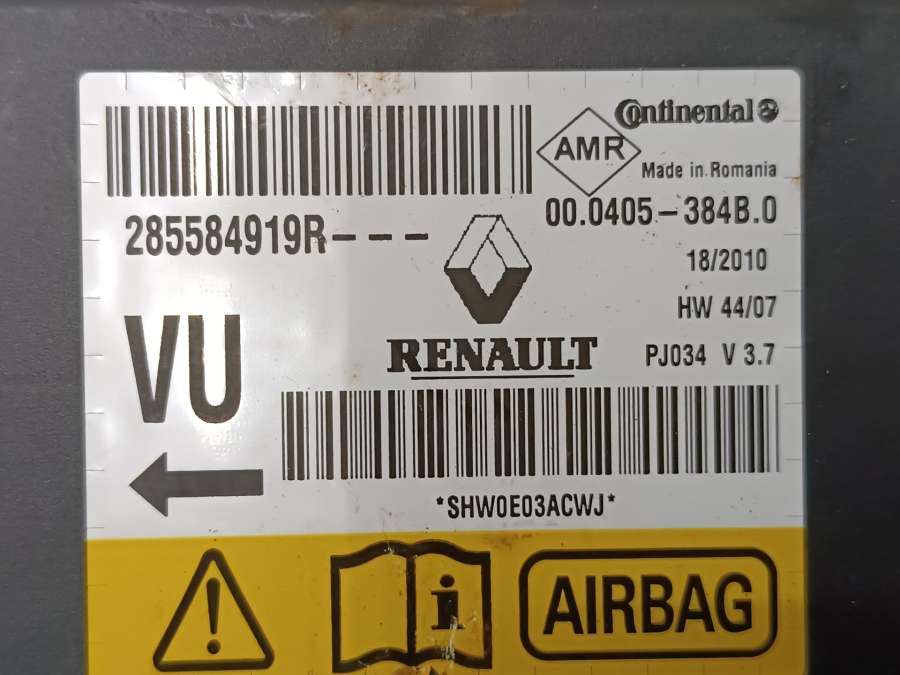 Continental
AMR
Made in Romania
285584919R---
00.0405-384B.0
18/2010
HW 44/07
VU
RENAULT
PJ034 V 3.7
*SHW0E03ACWJ*
i
AIRBAG